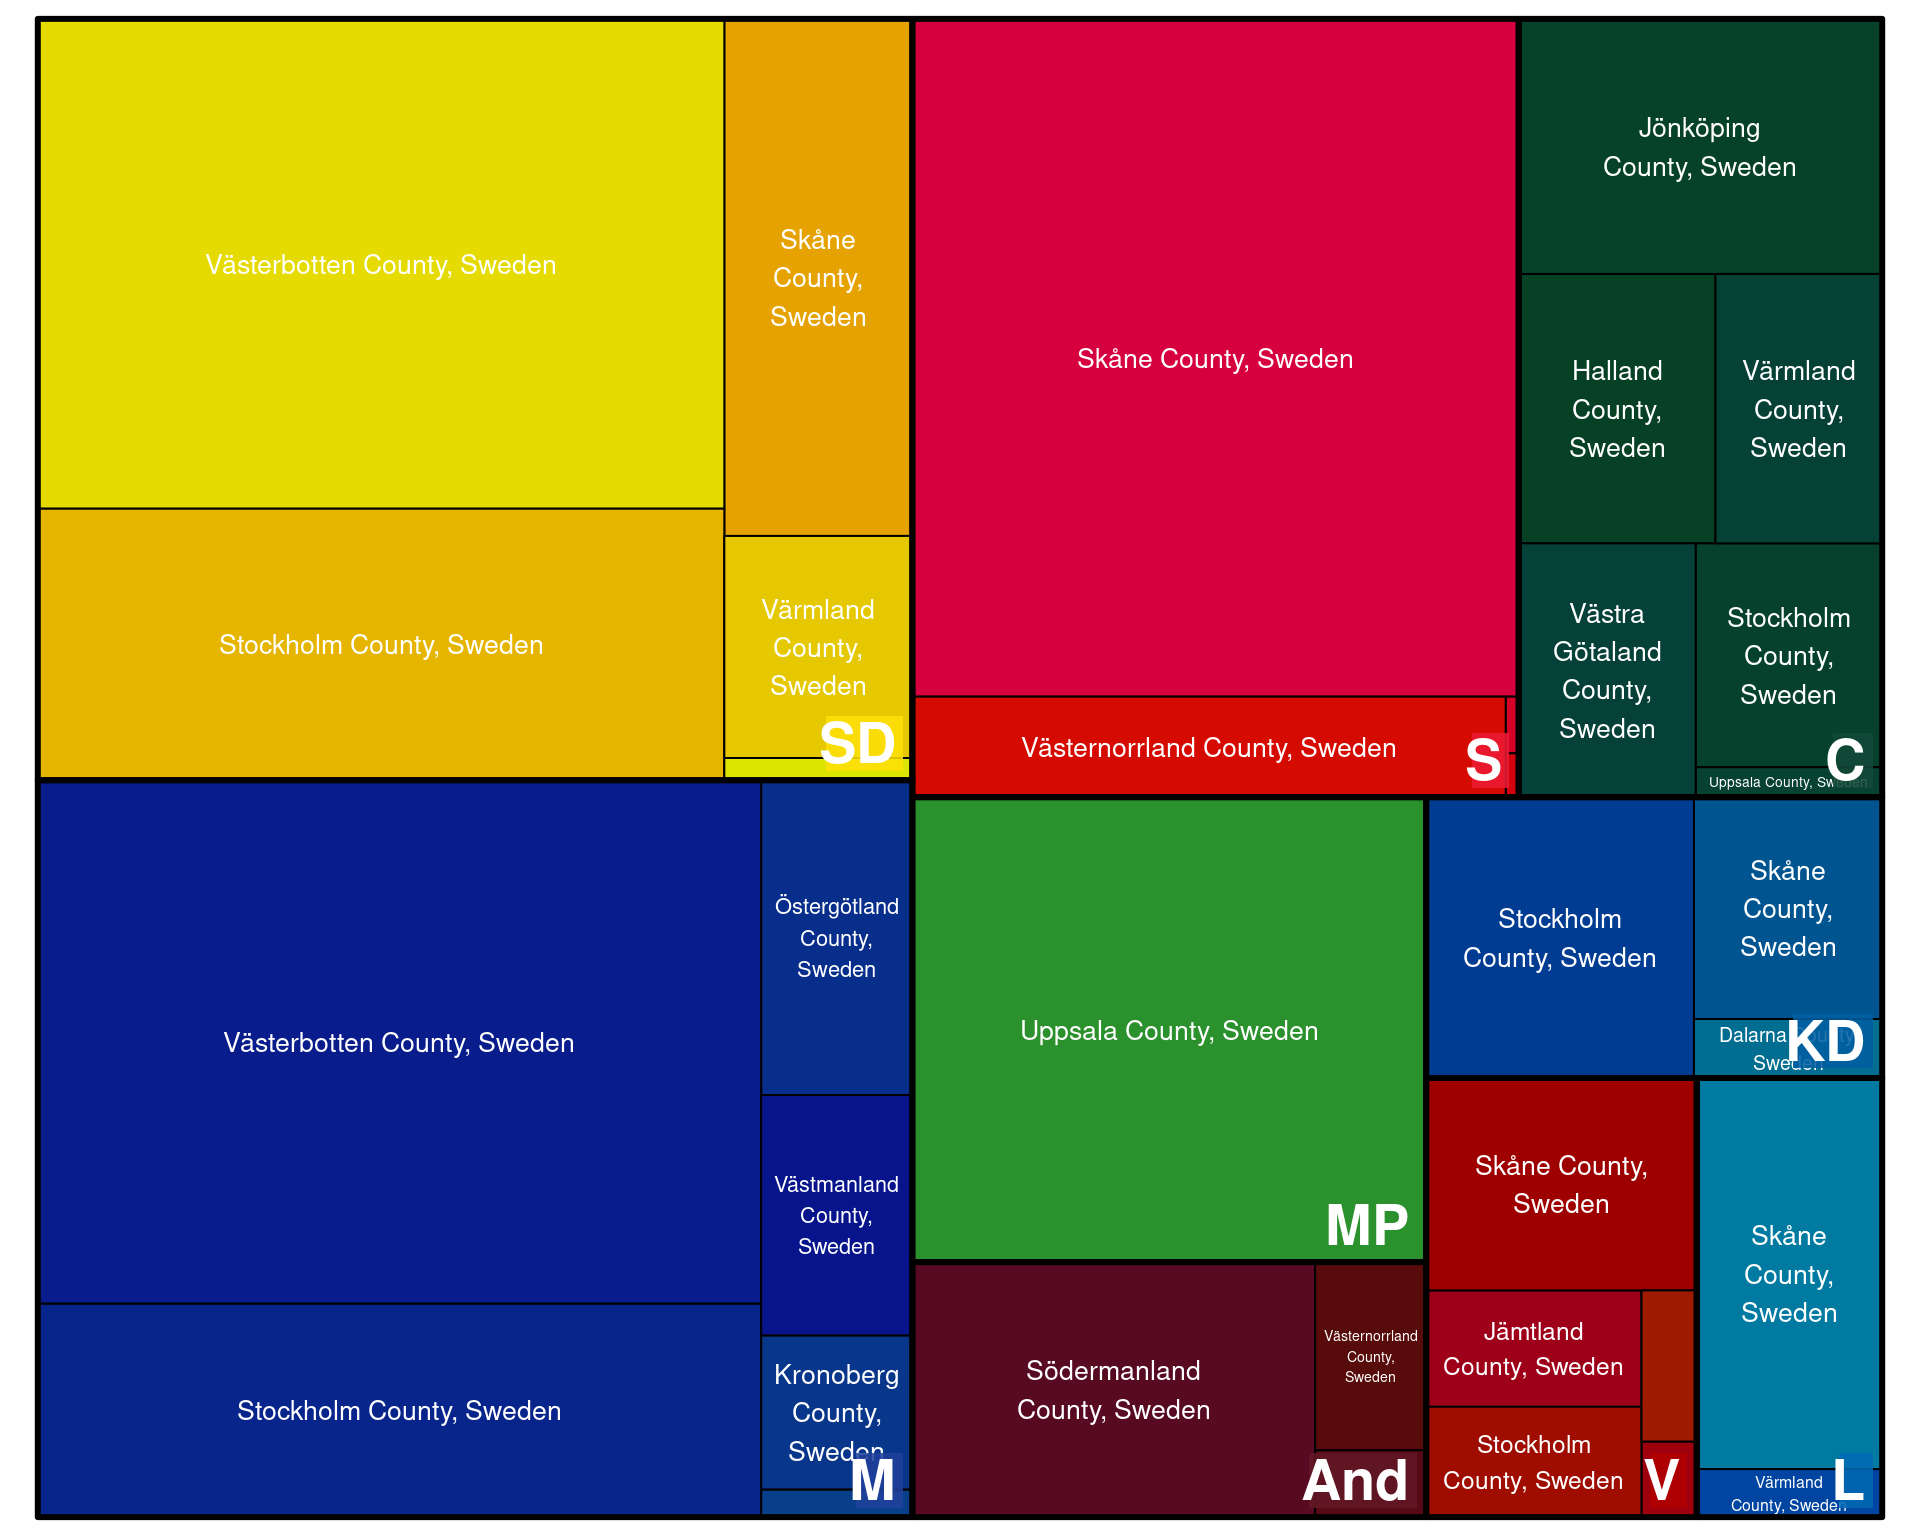 Västerbotten County, Sweden
Skåne
County,
Sweden
Stockholm County, Sweden
Värmland
County,
Sweden
SD
Skåne County, Sweden
Västernorrland County, Sweden
S
Jönköping
County, Sweden
Halland
County,
Sweden
Värmland
County,
Sweden
Västra
Götaland
County,
Sweden
Stockholm
County,
Sweden
Uppsala County, Sweden
C
Västerbotten County, Sweden
Östergötland
County,
Sweden
Västmanland
County,
Sweden
Stockholm County, Sweden
Kronoberg
County,
Sweden
M
Uppsala County, Sweden
MP
Södermanland
County, Sweden
Västernorrland
County,
Sweden
And
Stockholm
County, Sweden
Skåne
County,
Sweden
Dalarna County,
Sweden
KD
Skåne County,
Sweden
Jämtland
County, Sweden
Stockholm
County, Sweden
V
Skåne
County,
Sweden
Värmland
County, Sweden
L